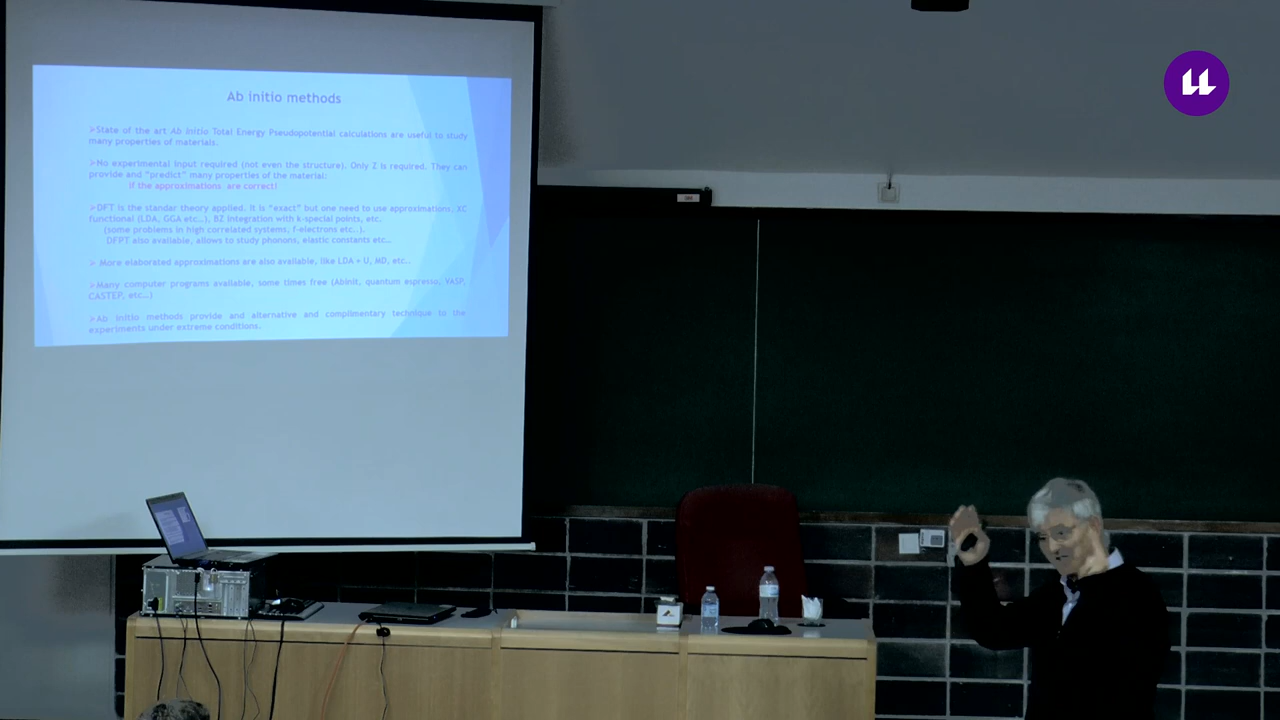 Ab initio methods
➢State of the art Ab initio Total Energy Pseudopotential calculations are useful to study
many properties of materials.
➢No experimental input required (not even the structure). Only Z is required. They can
provide and "predict" many properties of the material:
if the approximations are correct!
➢DFT is the standar theory applied. It is "exact" but one need to use approximations. XC
functional (LDA, GGA etc..), BZ integration with k-special points, etc.
(some problems in high correlated systems, f-electrons etc..).
DFPT also available, allows to study phonons, elastic constants etc..
➢ More elaborated approximations are also available, like LDA + U, MD, etc..
➢Many computer programs available, some times free (Abinit, quantum espresso, VASP,
CASTEP, etc..)
➢Ab initio methods provide and alternative and complimentary technique to the
experiments under extreme conditions.